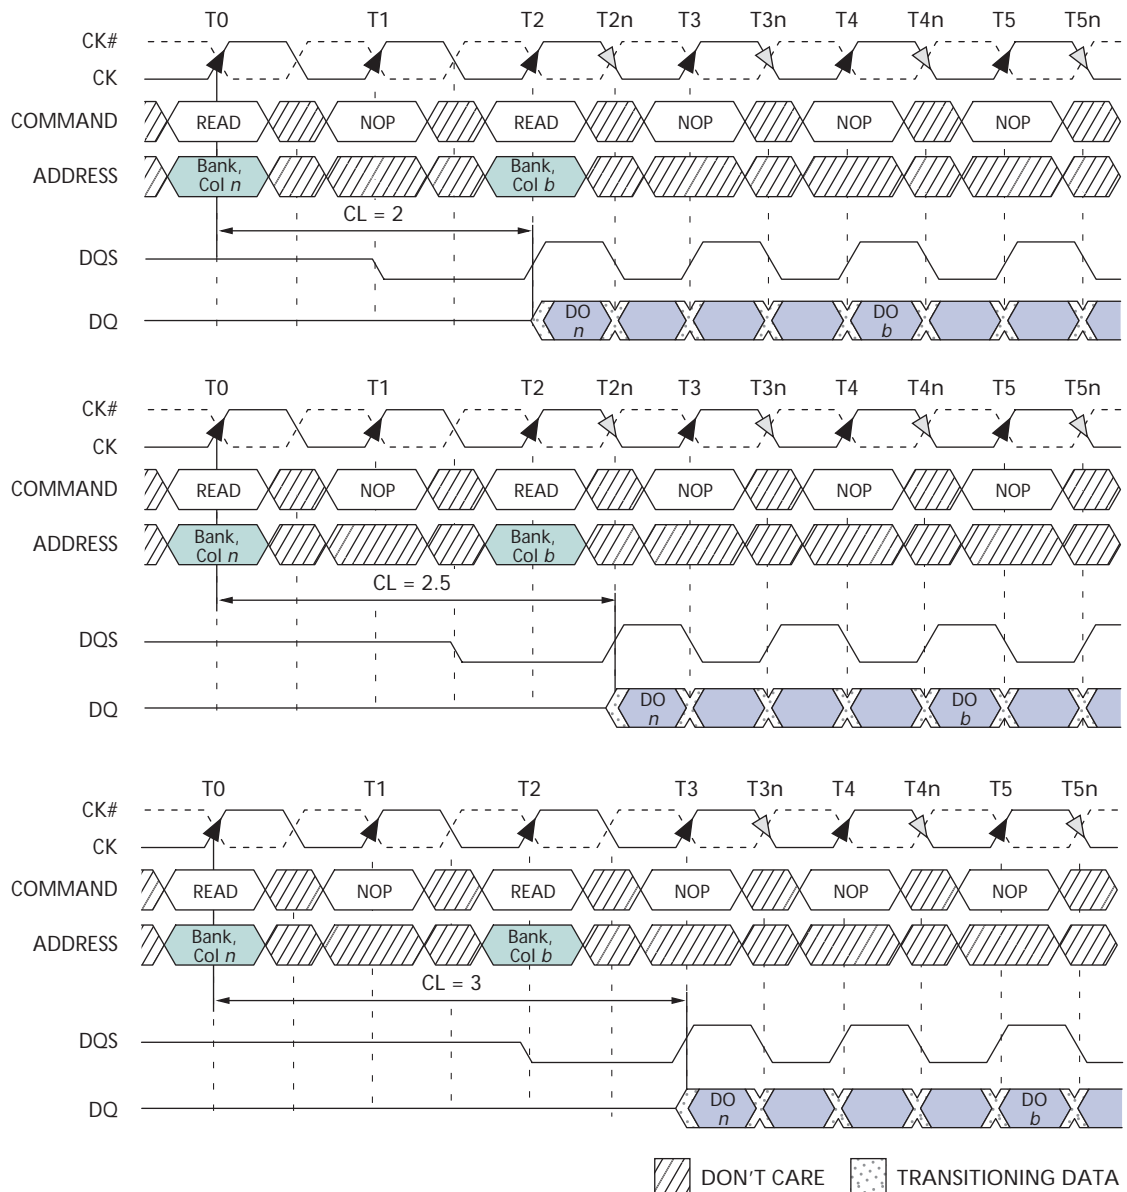 T0 T1 T2 T2n T3 T3n T4 T4n T5 T5n
CK#
CK
COMMAND READ NOP READ NOP NOP NOP
ADDRESS Bank, Col n Bank, Col b
CL = 2
DQS
DQ DO n DO b
T0 T1 T2 T2n T3 T3n T4 T4n T5 T5n
CK#
CK
COMMAND READ NOP READ NOP NOP NOP
ADDRESS Bank, Col n Bank, Col b
CL = 2.5
DQS
DQ DO n DO b
T0 T1 T2 T3 T3n T4 T4n T5 T5n
CK#
CK
COMMAND READ NOP READ NOP NOP NOP
ADDRESS Bank, Col n Bank, Col b
CL = 3
DQS
DQ DO n DO b
DON'T CARE TRANSITIONING DATA